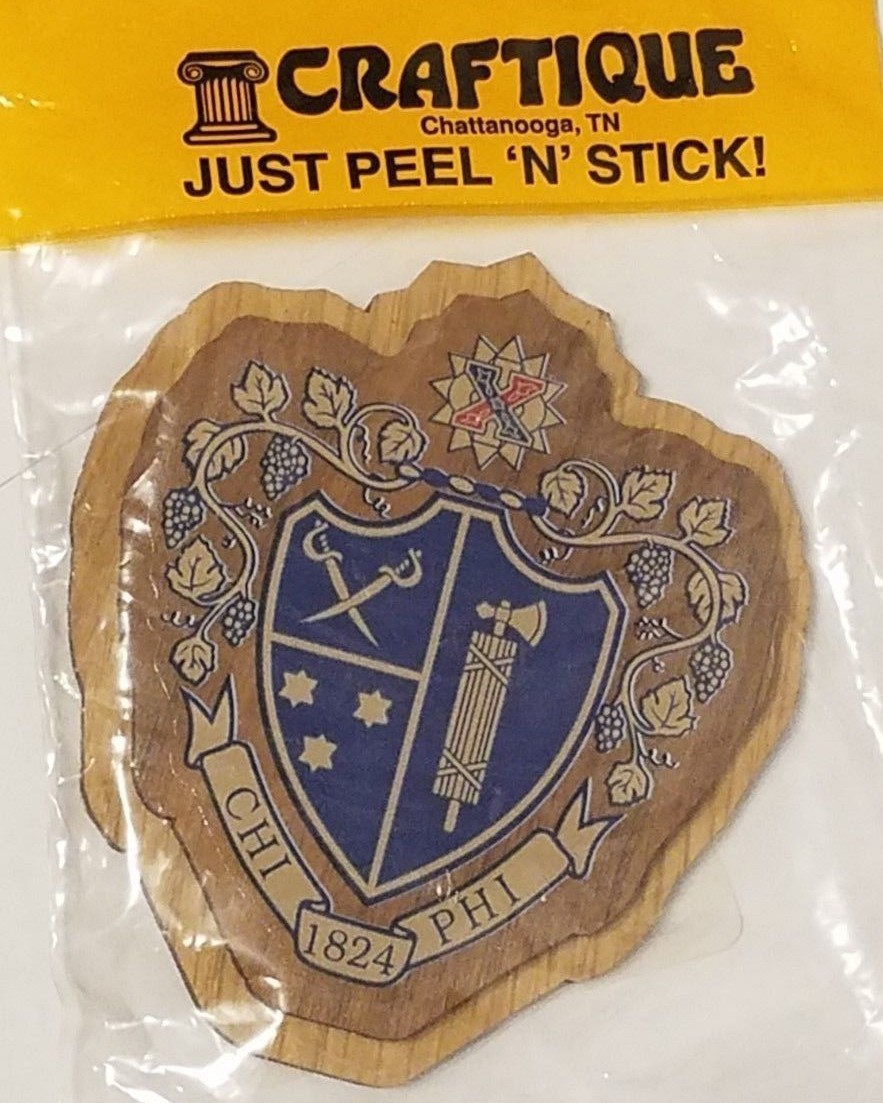 CRAFTIQUE
Chattanooga, TN
JUST PEEL 'N' STICK!
X
CHI
1824
PHI